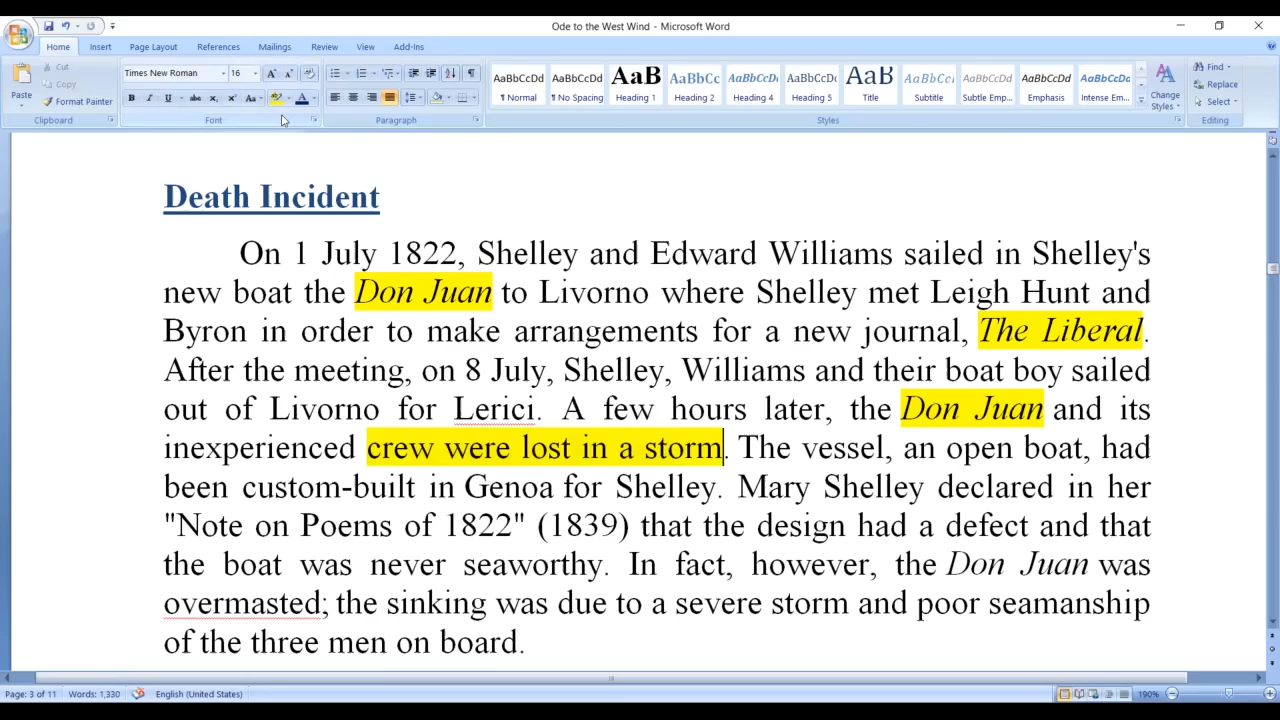 Ode to the West Wind - Microsoft Word
Home Insert Page Layout References Mailings Review View Add-Ins
Cut
Copy
Format Painter
Paste
Clipboard
Times New Roman 16
Font
Paragraph
AaBbCcDd AaBbCcDd AaB AaBbCc AaBbCcDd AaBbCcDd AaB AaBbCcL AaBbCcDd AaBbCcDd AaBbCcDd
¶ Normal ¶ No Spacing Heading 1 Heading 2 Heading 4 Heading 5 Title Subtitle Subtle Emp... Emphasis Intense Em...
Change
Styles
Styles
Find
Replace
Select
Editing
Death Incident
On 1 July 1822, Shelley and Edward Williams sailed in Shelley's
new boat the Don Juan to Livorno where Shelley met Leigh Hunt and
Byron in order to make arrangements for a new journal, The Liberal.
After the meeting, on 8 July, Shelley, Williams and their boat boy sailed
out of Livorno for Lerici. A few hours later, the Don Juan and its
inexperienced crew were lost in a storm. The vessel, an open boat, had
been custom-built in Genoa for Shelley. Mary Shelley declared in her
"Note on Poems of 1822" (1839) that the design had a defect and that
the boat was never seaworthy. In fact, however, the Don Juan was
overmasted; the sinking was due to a severe storm and poor seamanship
of the three men on board.
Page: 3 of 11 Words: 1,330 English (United States) 190%